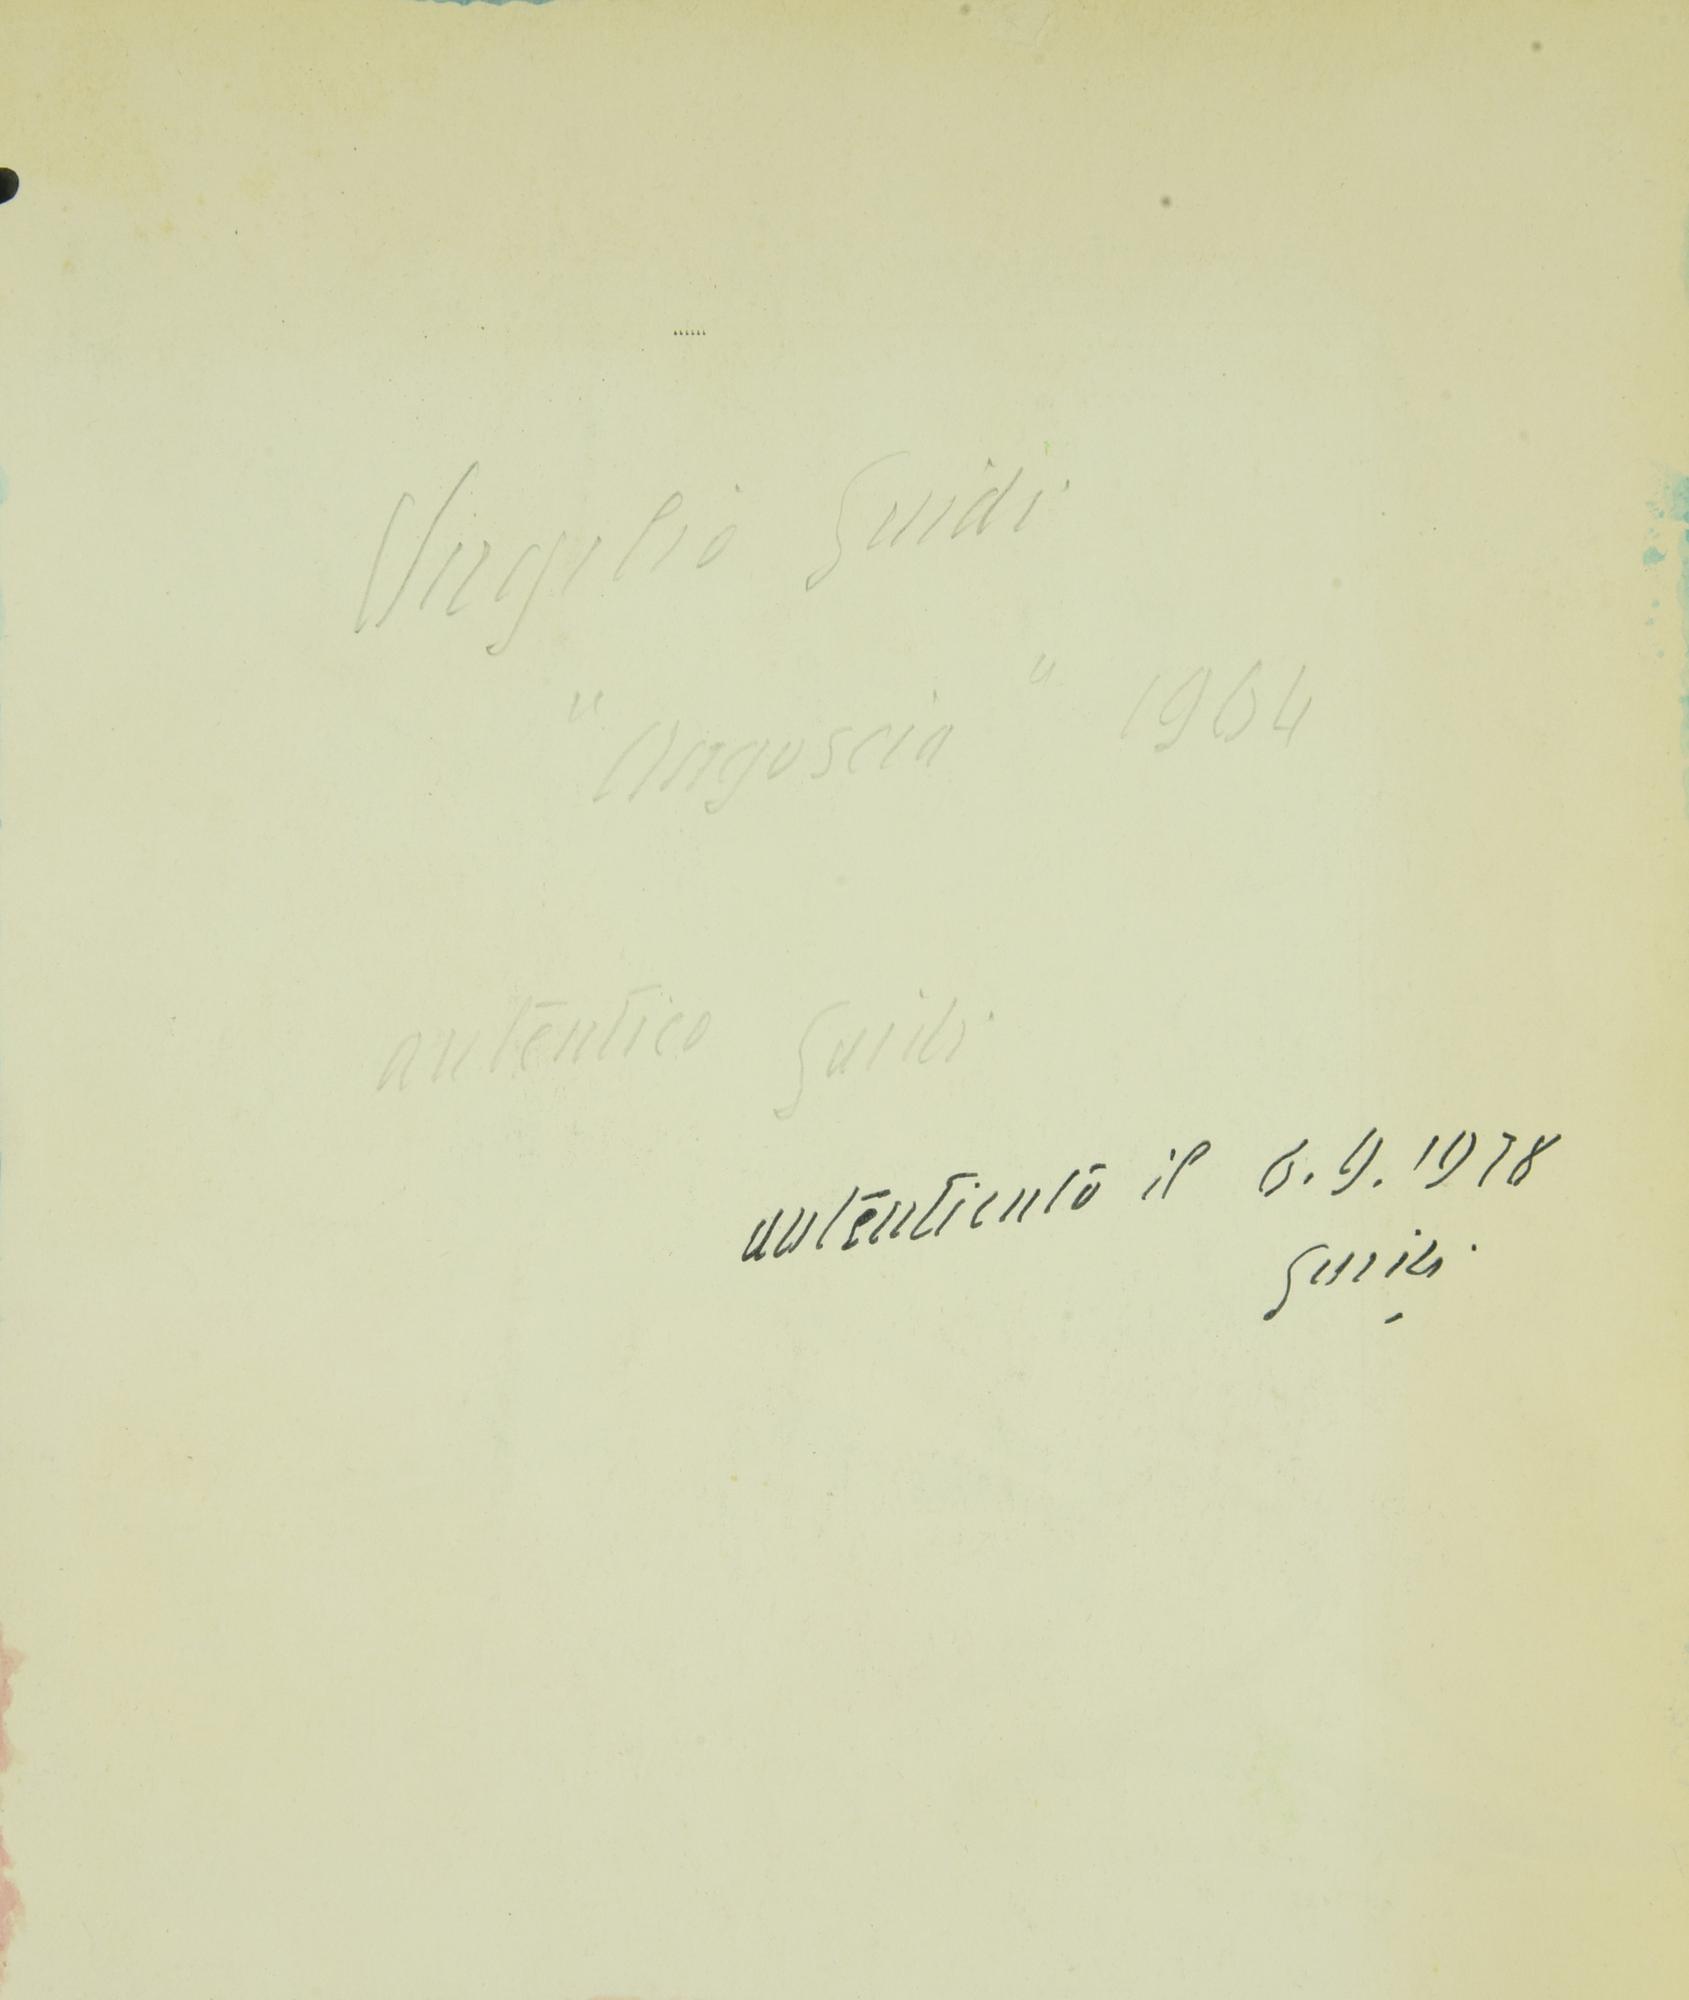 Virgilio Guidi
"Angoscia" 1964
autentico Guidi
autenticato il 6.9.1978
Guidi